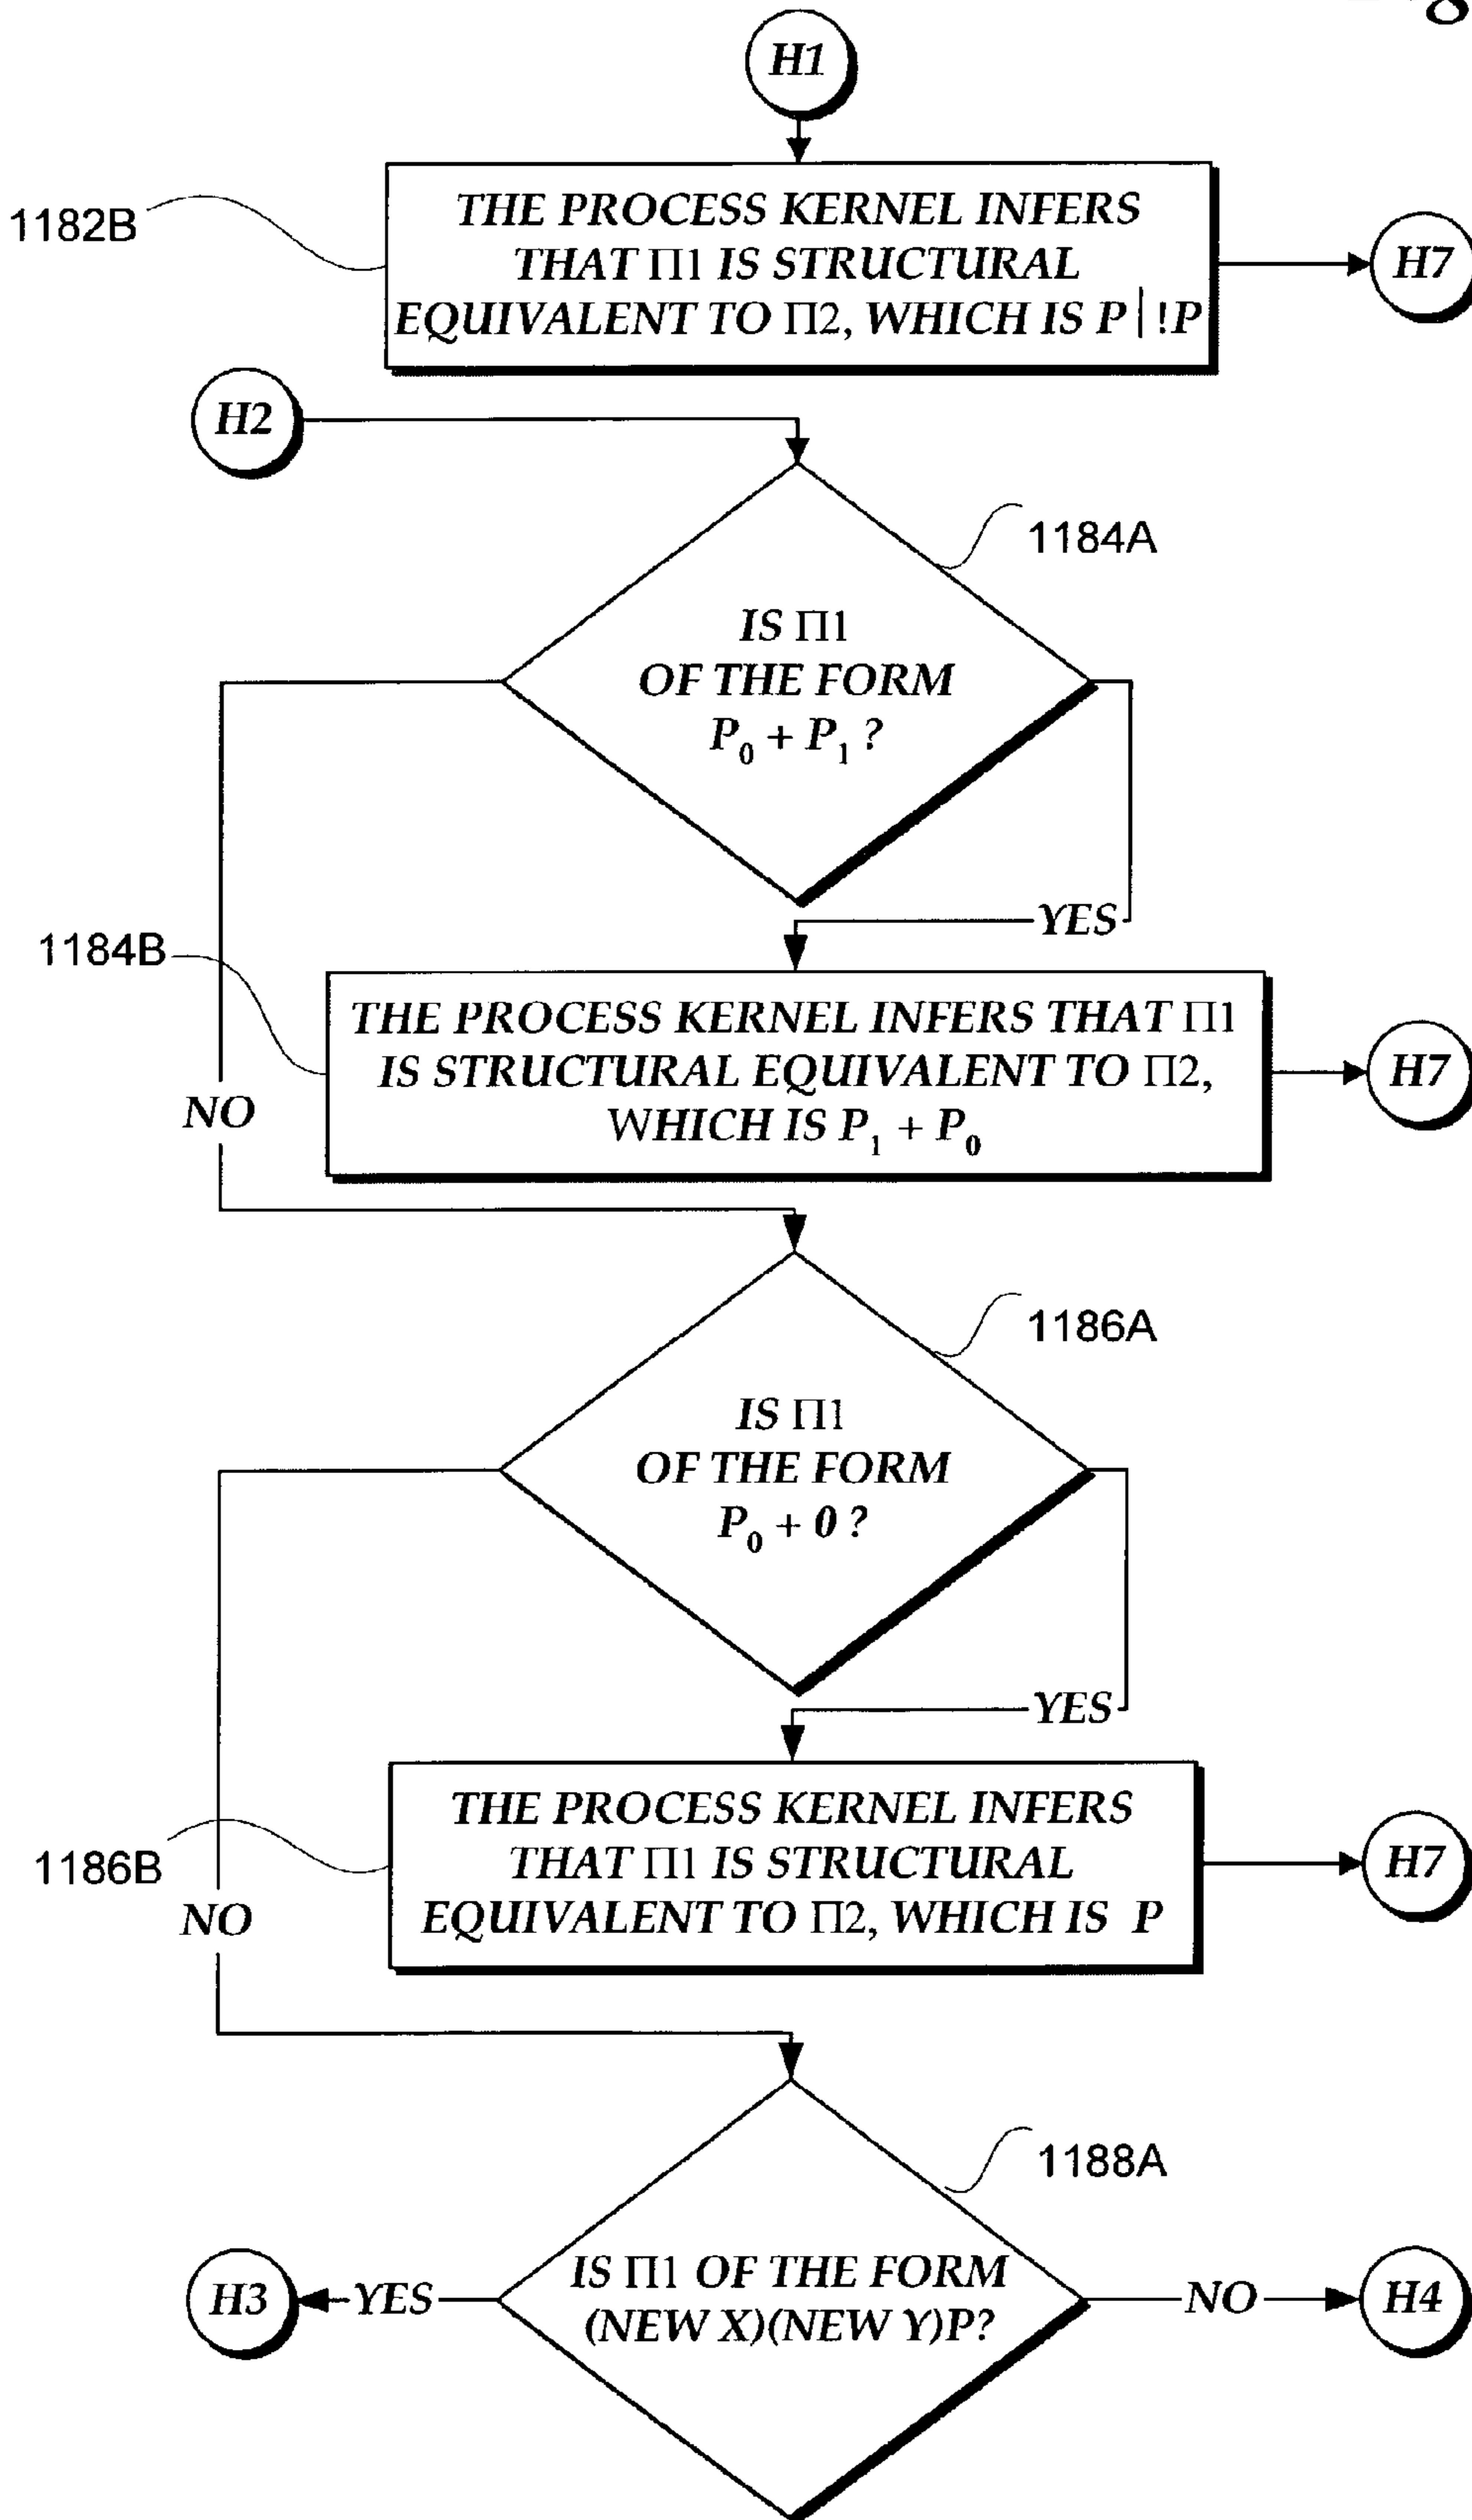 8
H1
1182B
THE PROCESS KERNEL INFERS
THAT Π1 IS STRUCTURAL
EQUIVALENT TO Π2, WHICH IS P | !P
H7
H2
1184A
IS Π1
OF THE FORM
P₀ + P₁ ?
YES
1184B
THE PROCESS KERNEL INFERS THAT Π1
IS STRUCTURAL EQUIVALENT TO Π2,
WHICH IS P₁ + P₀
H7
NO
1186A
IS Π1
OF THE FORM
P₀ + 0 ?
YES
1186B
THE PROCESS KERNEL INFERS
THAT Π1 IS STRUCTURAL
EQUIVALENT TO Π2, WHICH IS P
H7
NO
1188A
IS Π1 OF THE FORM
(NEW X)(NEW Y)P?
H3
YES
NO
H4